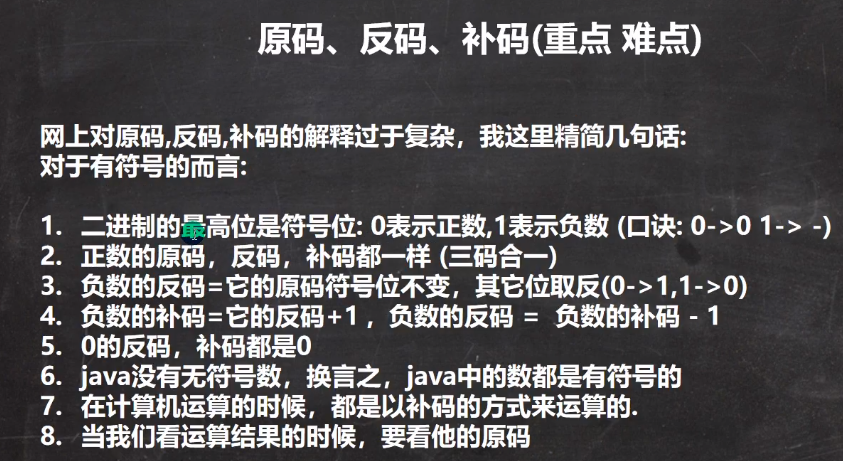 原码、反码、补码(重点 难点)
网上对原码,反码,补码的解释过于复杂，我这里精简几句话:
对于有符号的而言:
1. 二进制的最高位是符号位: 0表示正数,1表示负数 (口诀: 0->0 1-> -)
2. 正数的原码，反码，补码都一样 (三码合一)
3. 负数的反码=它的原码符号位不变，其它位取反(0->1,1->0)
4. 负数的补码=它的反码+1 ，负数的反码 = 负数的补码 - 1
5. 0的反码，补码都是0
6. java没有无符号数，换言之，java中的数都是有符号的
7. 在计算机运算的时候，都是以补码的方式来运算的.
8. 当我们看运算结果的时候，要看他的原码